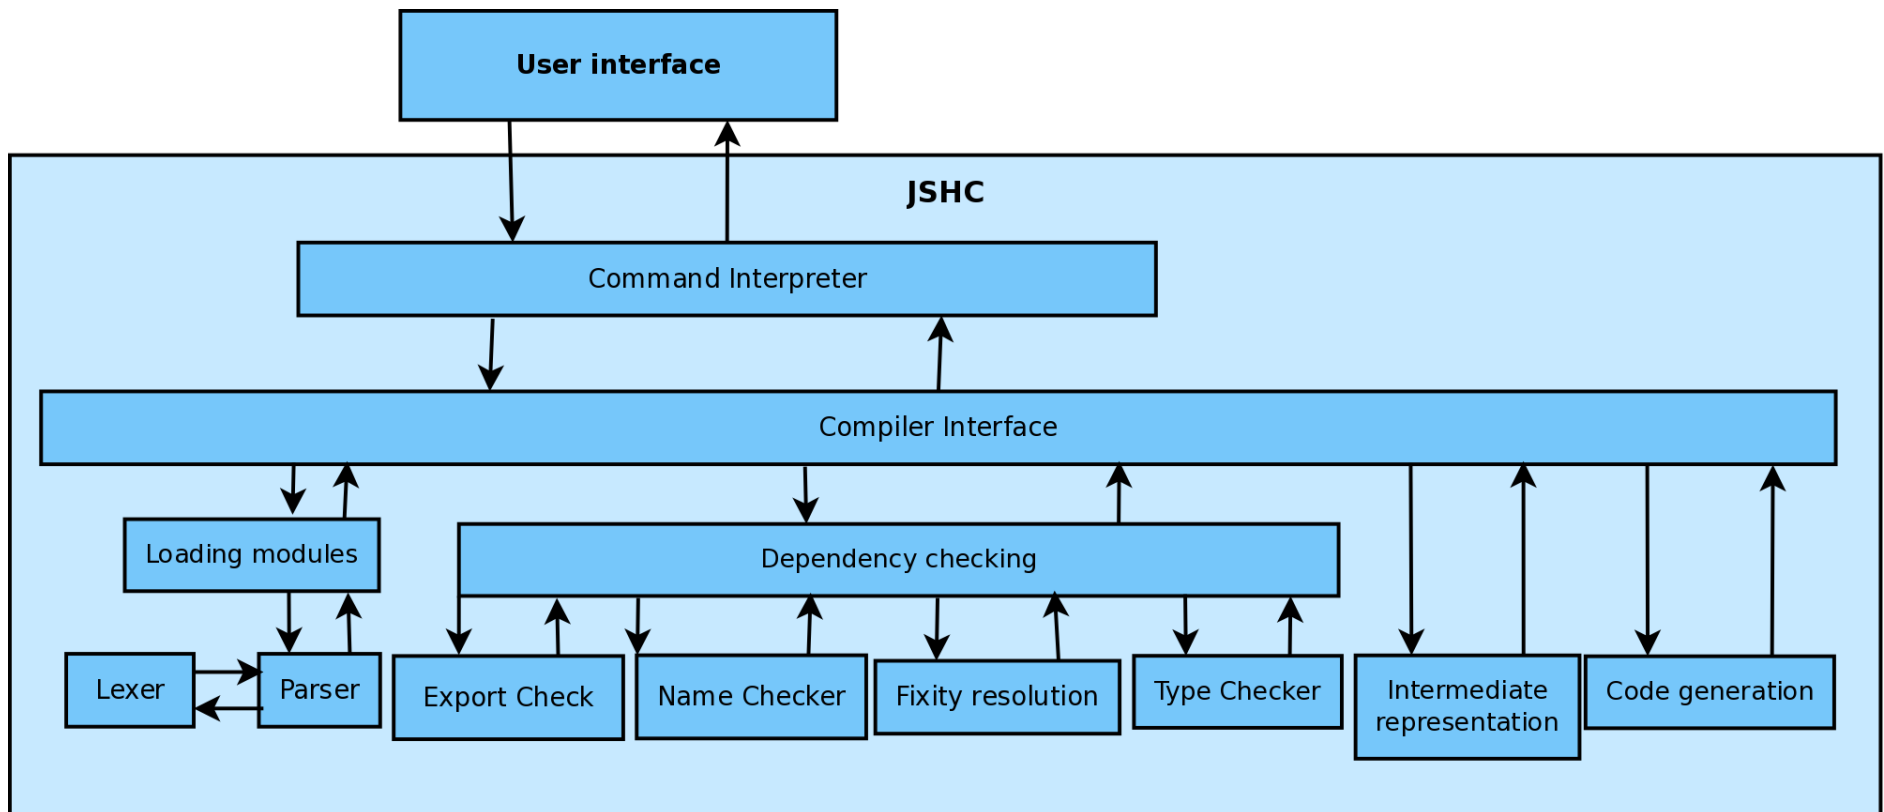 User interface
JSHC
Command Interpreter
Compiler Interface
Loading modules
Dependency checking
Lexer
Parser
Export Check
Name Checker
Fixity resolution
Type Checker
Intermediate
representation
Code generation